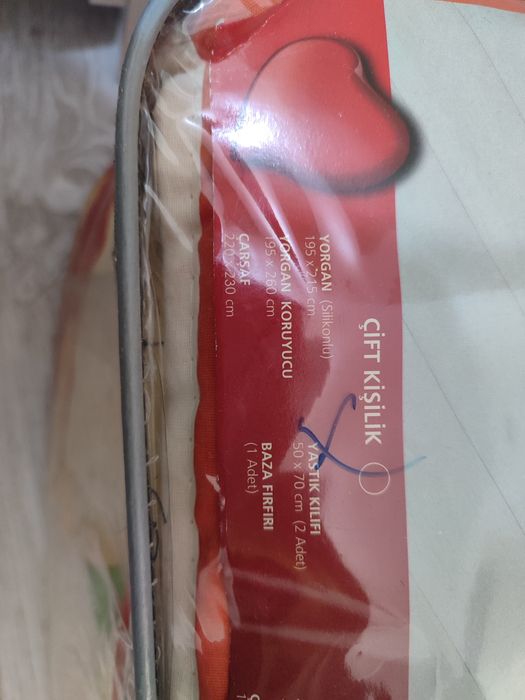 ÇİFT KİŞİLİK
YORGAN (Silikonlu)
195 x 215 cm
YORGAN KORUYUCU
195 x 260 cm
ÇARŞAF
220 x 230 cm
YASTIK KILIFI
50 x 70 cm (2 Adet)
BAZA FIRFIRI
(1 Adet)